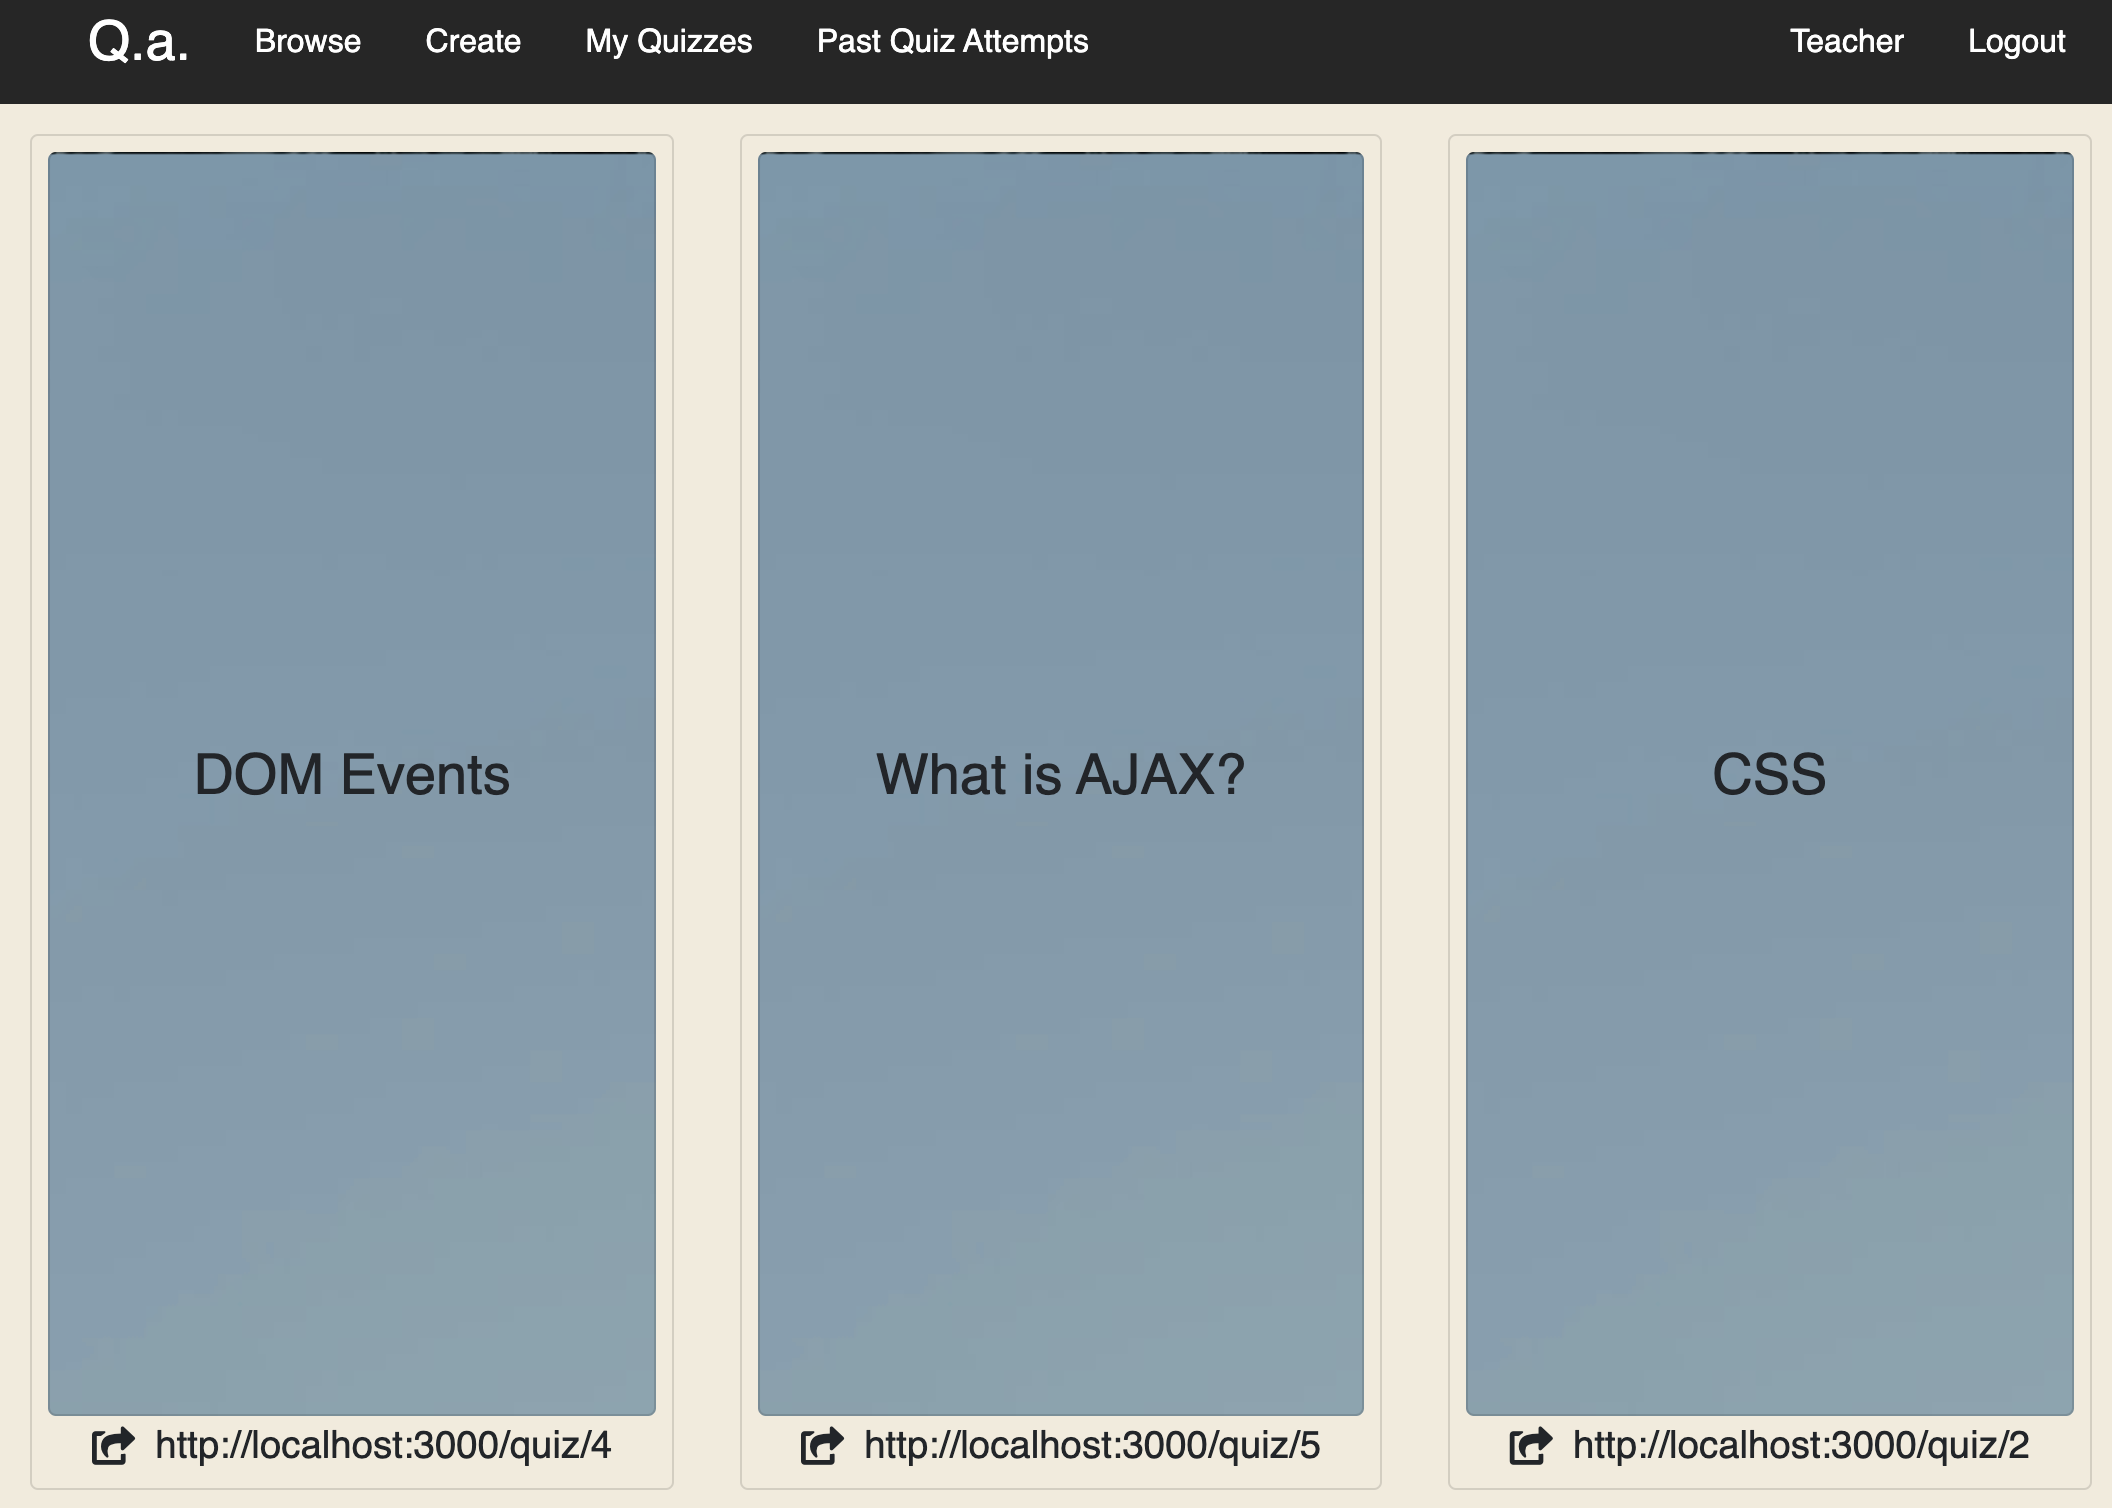 Q.a. Browse Create My Quizzes Past Quiz Attempts Teacher Logout
DOM Events
http://localhost:3000/quiz/4
What is AJAX?
http://localhost:3000/quiz/5
CSS
http://localhost:3000/quiz/2